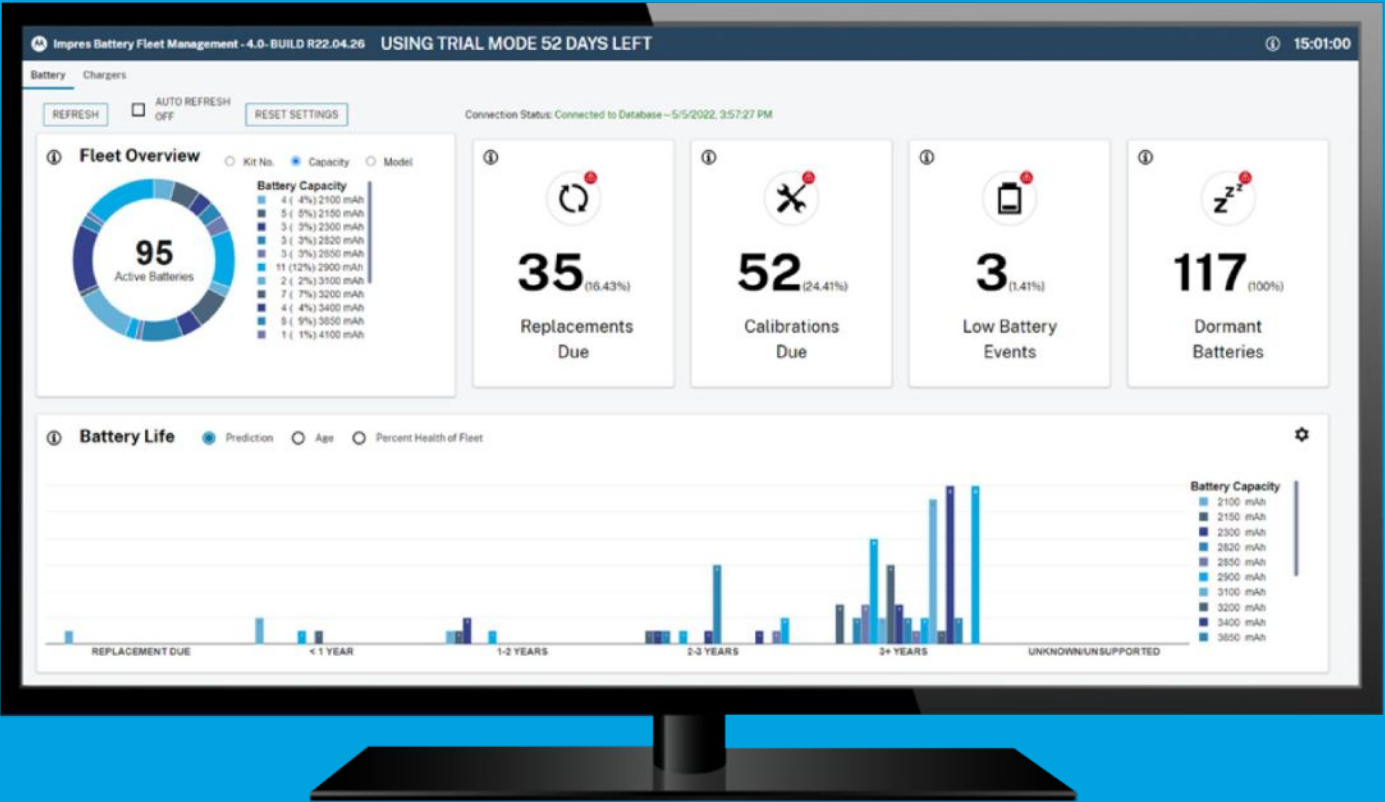 Impres Battery Fleet Management - 4.0- BUILD R22.04.26 USING TRIAL MODE 52 DAYS LEFT 15:01:00
Battery Chargers
REFRESH
AUTO REFRESH
OFF
RESET SETTINGS
Connection Status: Connected to Database – 5/5/2022, 3:57:27 PM
Fleet Overview
Kit No. Capacity Model
95
Active Batteries
Battery Capacity
4 ( 4%) 2100 mAh
5 ( 5%) 2150 mAh
3 ( 3%) 2300 mAh
3 ( 3%) 2820 mAh
3 ( 3%) 2850 mAh
11 (12%) 2900 mAh
2 ( 2%) 3100 mAh
7 ( 7%) 3200 mAh
4 ( 4%) 3400 mAh
( 9%) 3850 mAh
1 ( 1%) 4100 mAh
35 (16.43%)
Replacements
Due
52 (24.41%)
Calibrations
Due
3 (1.41%)
Low Battery
Events
zzz
117 (100%)
Dormant
Batteries
Battery Life
Prediction Age Percent Health of Fleet
Battery Capacity
2100 mAh
2150 mAh
2300 mAh
2820 mAh
2850 mAh
2900 mAh
3100 mAh
3200 mAh
3400 mAh
3850 mAh
REPLACEMENT DUE
< 1 YEAR
1-2 YEARS
2-3 YEARS
3+ YEARS
UNKNOWN/UNSUPPORTED